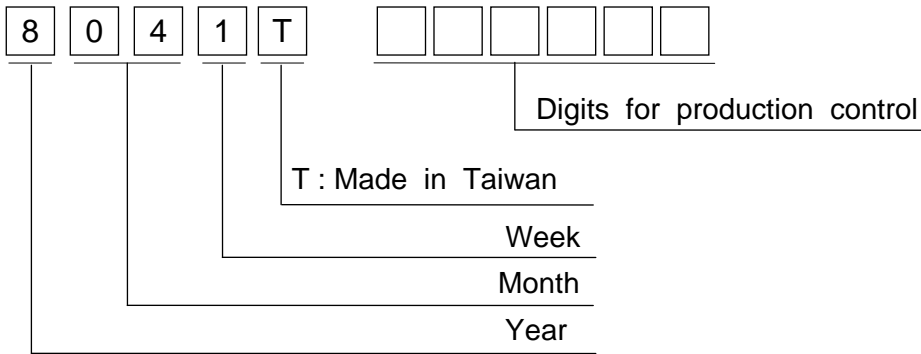 8 0 4 1 T
Digits for production control
T : Made in Taiwan
Week
Month
Year